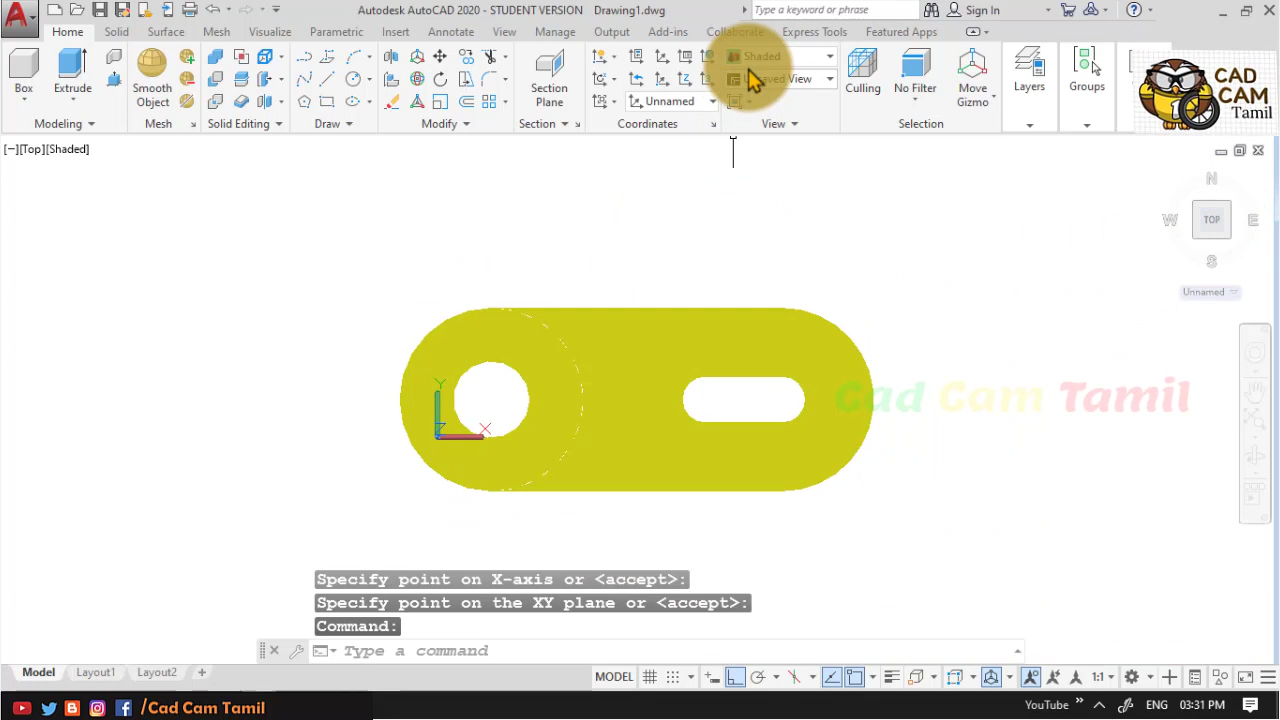 Autodesk AutoCAD 2020 - STUDENT VERSION Drawing1.dwg
Type a keyword or phrase
Sign In
Home Solid Surface Mesh Visualize Parametric Insert Annotate View Manage Output Add-ins Collaborate Express Tools Featured Apps
Shaded
Unsaved View
Unnamed
Box
Extrude
Smooth Object
Section Plane
Culling
No Filter
Move Gizmo
Layers
Groups
Modeling
Mesh
Solid Editing
Draw
Modify
Section
Coordinates
View
Selection
CAD
CAM
Tamil
[−][Top][Shaded]
N
W
TOP
E
S
Unnamed
Y
Z
X
Cad Cam Tamil
Specify point on X-axis or <accept>:
Specify point on the XY plane or <accept>:
Command:
Type a command
Model Layout1 Layout2 +
MODEL
1:1
/Cad Cam Tamil
YouTube
ENG
03:31 PM